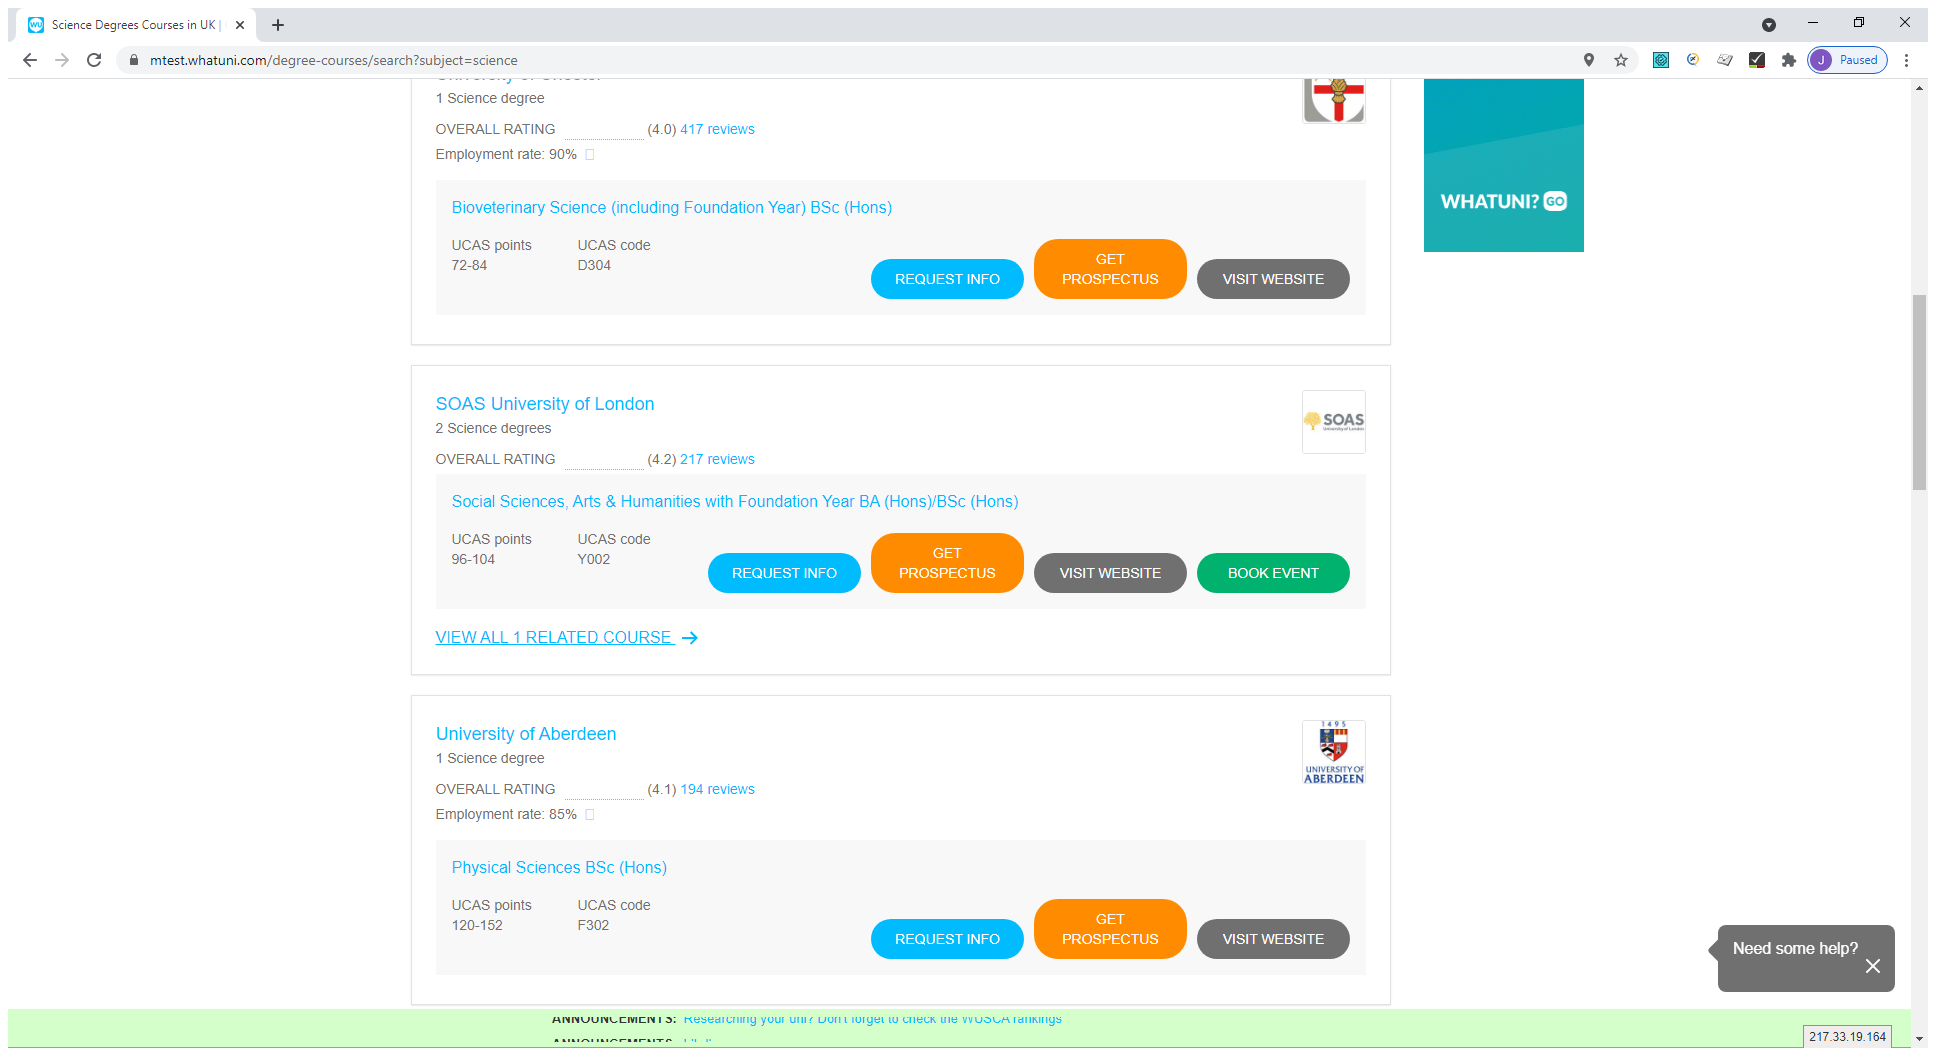 Science Degrees Courses in UK |
mtest.whatuni.com/degree-courses/search?subject=science
J Paused
University of Chester
1 Science degree
OVERALL RATING (4.0) 417 reviews
Employment rate: 90%
Bioveterinary Science (including Foundation Year) BSc (Hons)
UCAS points UCAS code
72-84 D304
REQUEST INFO
GET
PROSPECTUS
VISIT WEBSITE
WHATUNI? GO
SOAS University of London
2 Science degrees
OVERALL RATING (4.2) 217 reviews
SOAS
University of London
Social Sciences, Arts & Humanities with Foundation Year BA (Hons)/BSc (Hons)
UCAS points UCAS code
96-104 Y002
REQUEST INFO
GET
PROSPECTUS
VISIT WEBSITE
BOOK EVENT
VIEW ALL 1 RELATED COURSE
University of Aberdeen
1 Science degree
OVERALL RATING (4.1) 194 reviews
Employment rate: 85%
1495
UNIVERSITY OF
ABERDEEN
Physical Sciences BSc (Hons)
UCAS points UCAS code
120-152 F302
REQUEST INFO
GET
PROSPECTUS
VISIT WEBSITE
Need some help?
ANNOUNCEMENTS: Researching your uni? Don't forget to check the WUSCA rankings
ANNOUNCEMENTS:
217.33.19.164